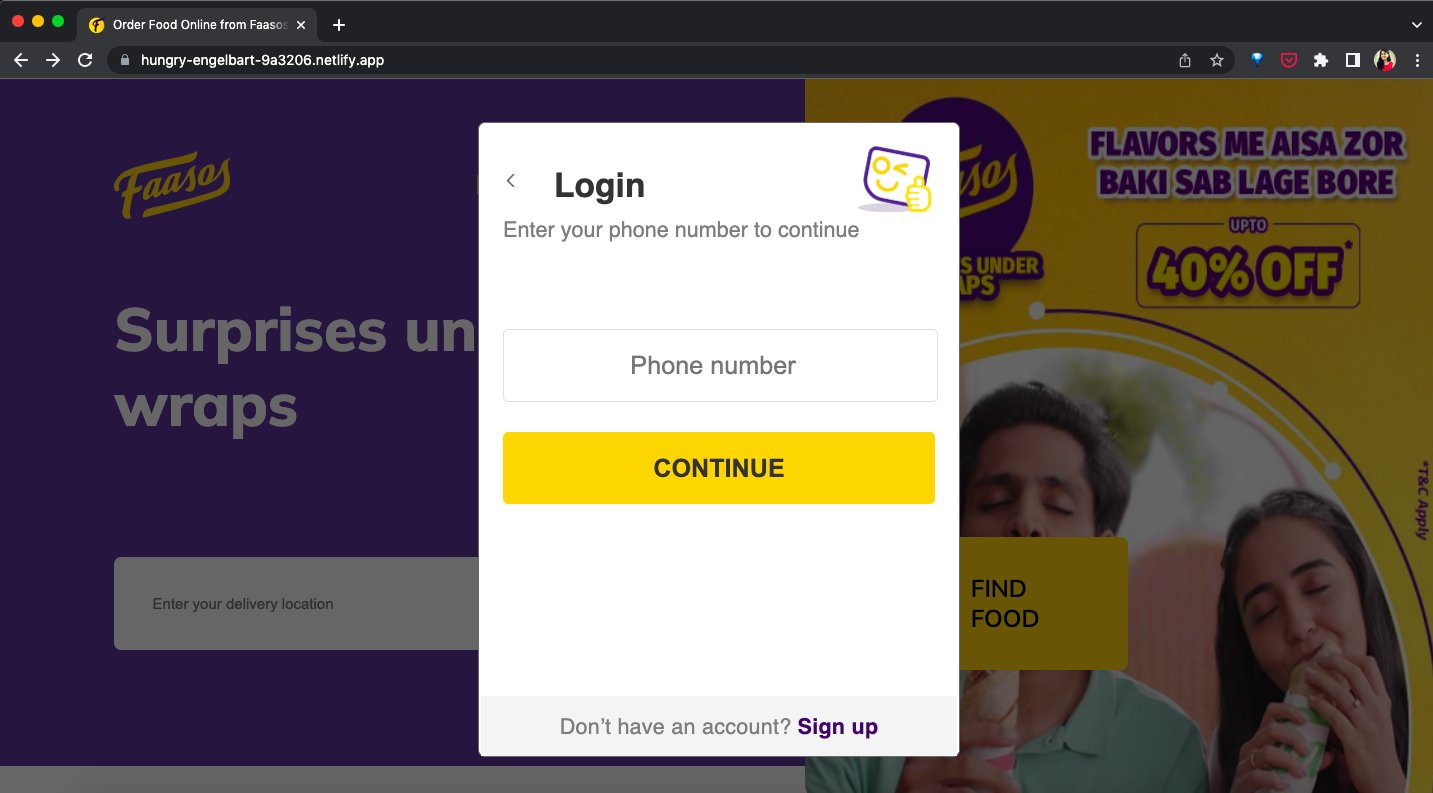 Order Food Online from Faasos
hungry-engelbart-9a3206.netlify.app
Faasos
Surprises un
wraps
Enter your delivery location
Login
Enter your phone number to continue
Phone number
CONTINUE
Don’t have an account? Sign up
FLAVORS ME AISA ZOR
BAKI SAB LAGE BORE
UPTO
40% OFF*
S UNDER
APS
FIND
FOOD
*T&C Apply